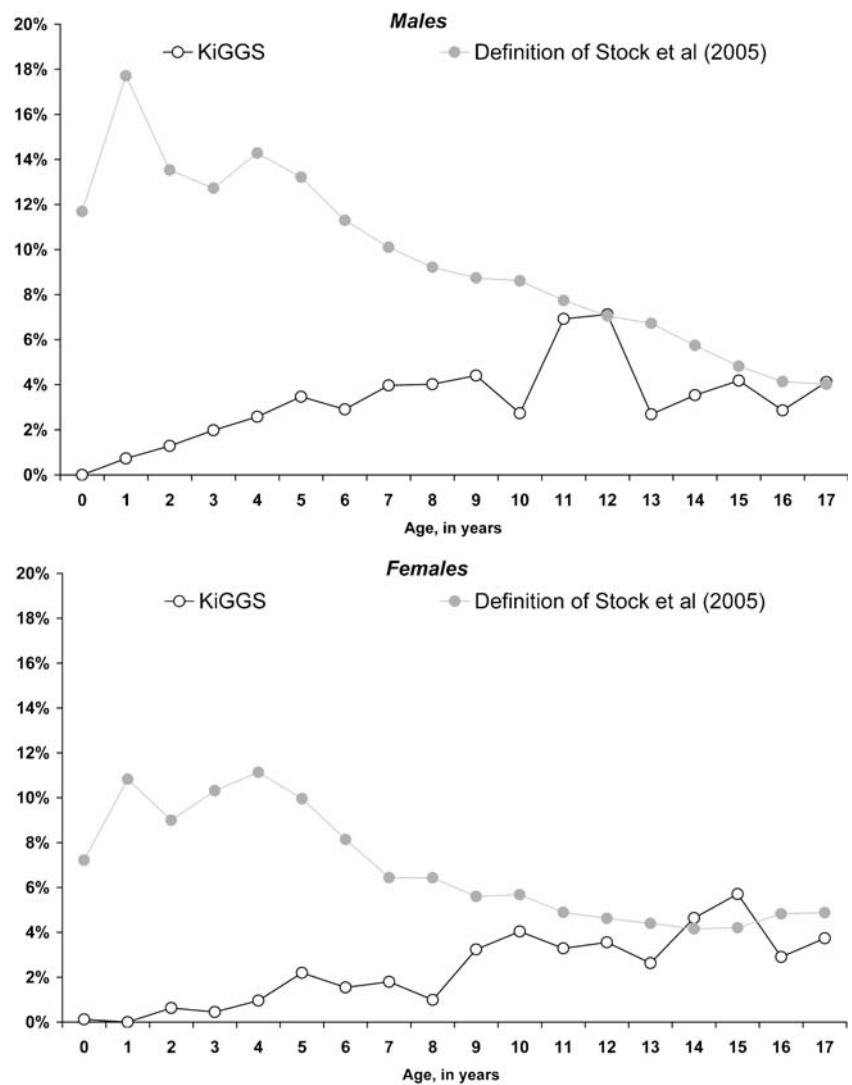 Males
KiGGS Definition of Stock et al (2005)
20%
18%
16%
14%
12%
10%
8%
6%
4%
2%
0%
0 1 2 3 4 5 6 7 8 9 10 11 12 13 14 15 16 17
Age, in years
Females
KiGGS Definition of Stock et al (2005)
20%
18%
16%
14%
12%
10%
8%
6%
4%
2%
0%
0 1 2 3 4 5 6 7 8 9 10 11 12 13 14 15 16 17
Age, in years